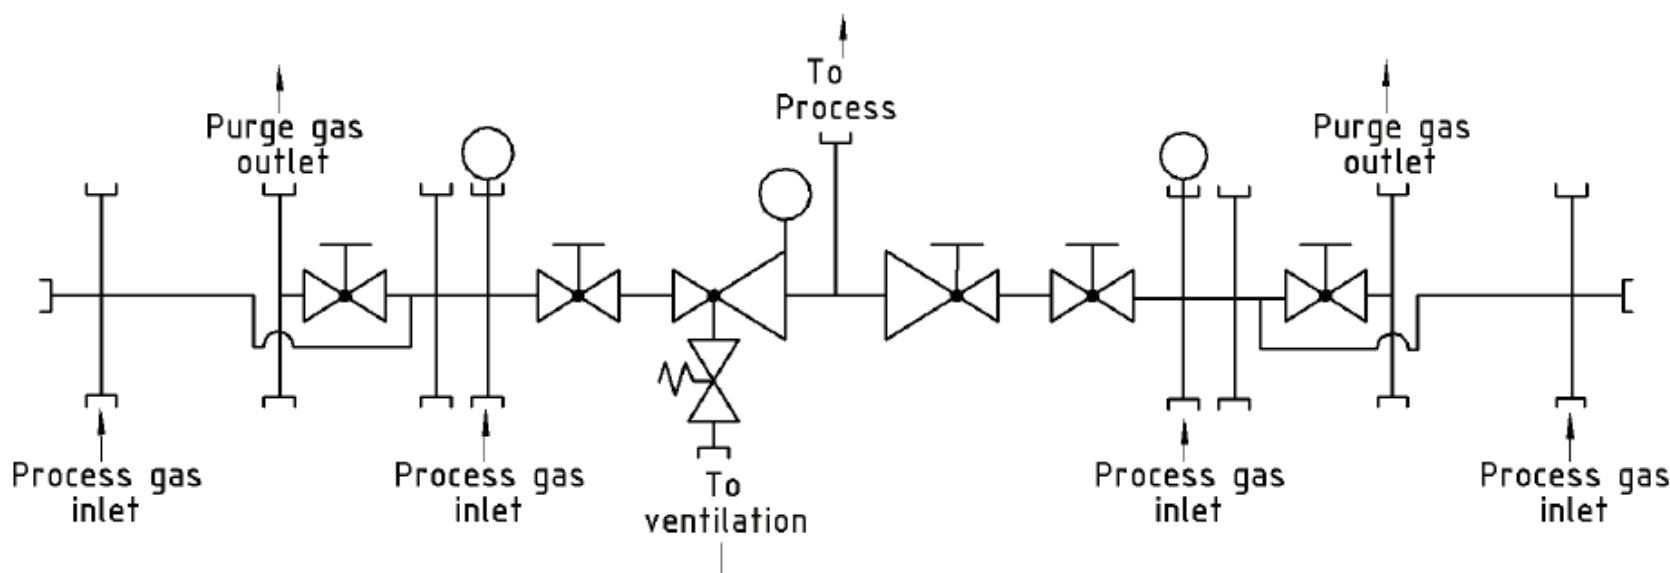 To
Process
Purge gas
outlet
Purge gas
outlet
Process gas
inlet
Process gas
inlet
To
ventilation
Process gas
inlet
Process gas
inlet